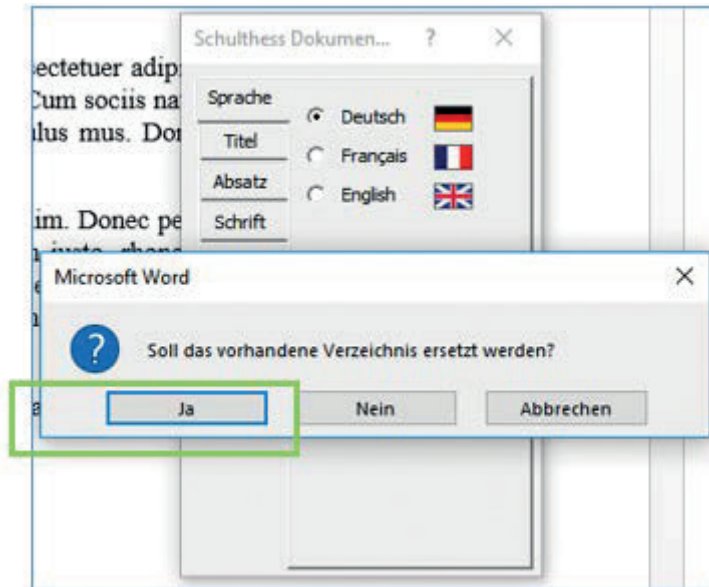 Schulthess Dokumen... ?
sectetuer adip
Cum sociis na
lus mus. Do
Sprache
Titel
Absatz
Schrift
Deutsch
Français
English
im. Donec pe
Microsoft Word
Soll das vorhandene Verzeichnis ersetzt werden?
Ja Nein Abbrechen